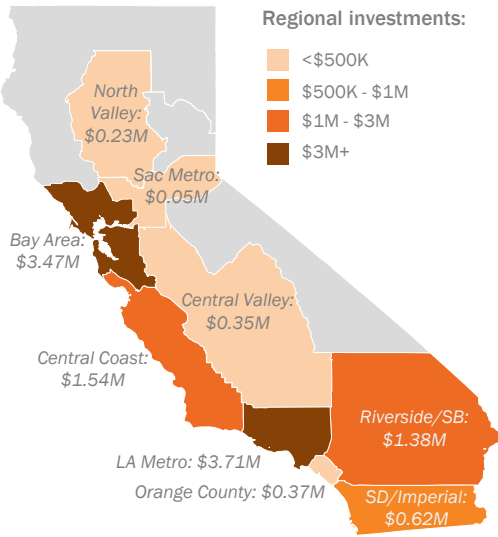 Regional investments:
<$500K
$500K - $1M
$1M - $3M
$3M+
North
Valley:
$0.23M
Sac Metro:
$0.05M
Bay Area:
$3.47M
Central Valley:
$0.35M
Central Coast:
$1.54M
Riverside/SB:
$1.38M
LA Metro: $3.71M
Orange County: $0.37M
SD/Imperial:
$0.62M